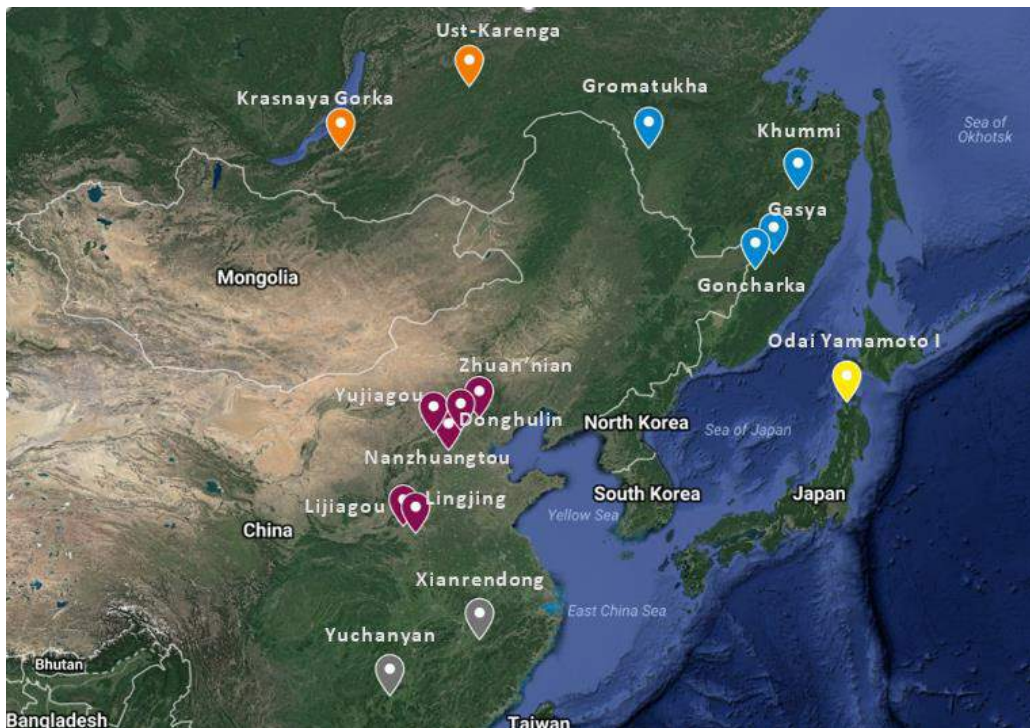 Ust-Karenga
Krasnaya Gorka
Gromatukha
Sea of
Okhotsk
Khummi
Gasya
Mongolia
Goncharka
Odai Yamamoto I
Zhuan'nian
Yujiagou
Donghulin
North Korea
Sea of Japan
Nanzhuangtou
South Korea
Japan
Lijiagou
Lingjing
Yellow Sea
China
Xianrendong
East China Sea
Yuchanyan
Bhutan
Bangladesh
Taiwan